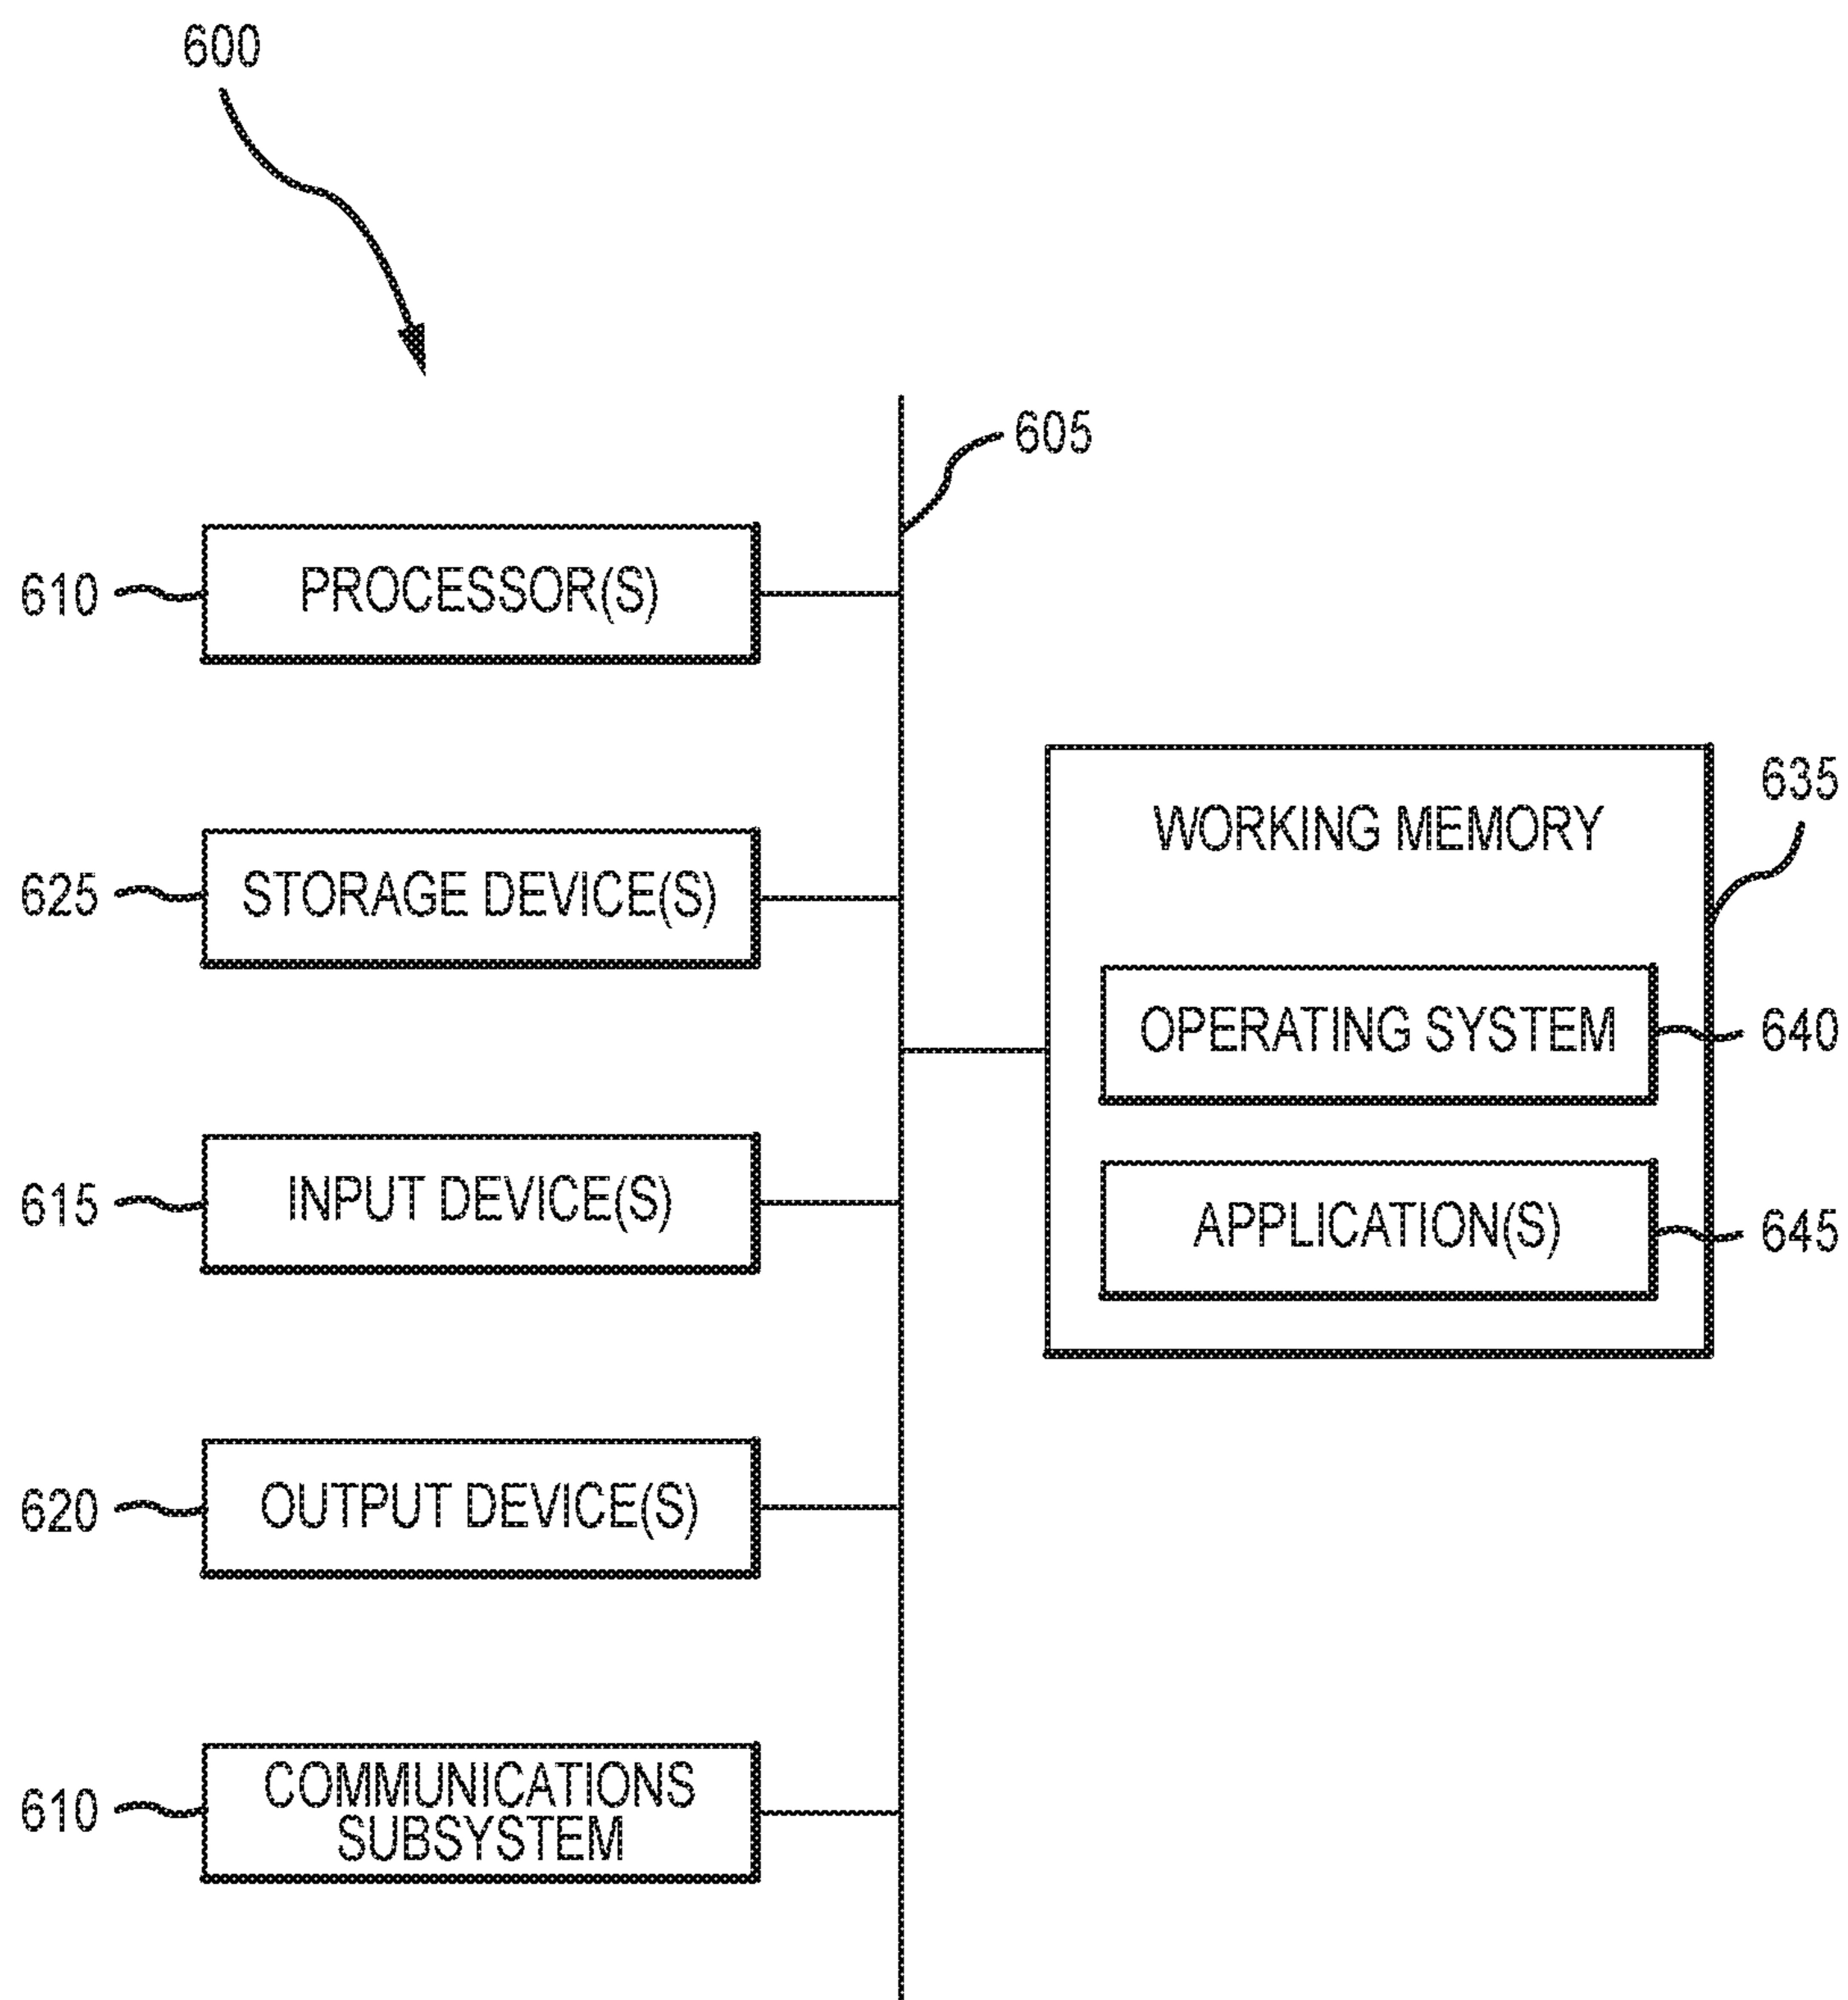 600
605
610
PROCESSOR(S)
635
WORKING MEMORY
625
STORAGE DEVICE(S)
OPERATING SYSTEM
640
615
INPUT DEVICE(S)
APPLICATION(S)
645
620
OUTPUT DEVICE(S)
610
COMMUNICATIONS
SUBSYSTEM